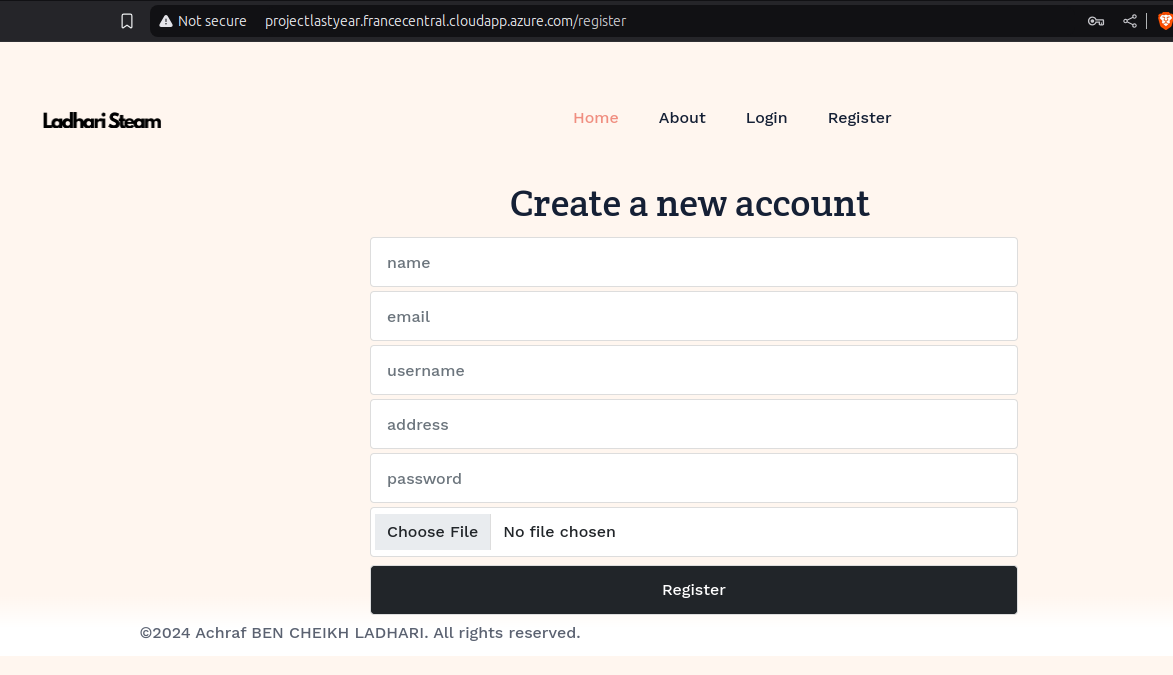 Not secure projectlastyear.francecentral.cloudapp.azure.com/register
Ladhari Steam
Home About Login Register
Create a new account
name
email
username
address
password
Choose File No file chosen
Register
©2024 Achraf BEN CHEIKH LADHARI. All rights reserved.